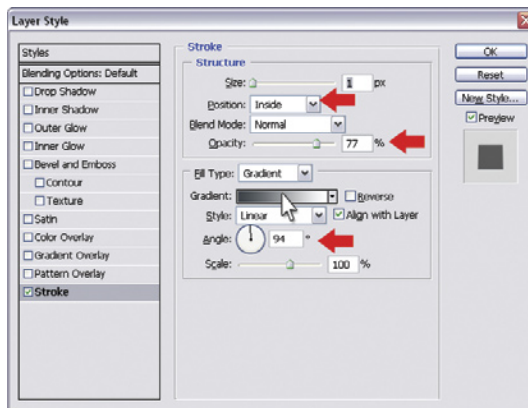 Layer Style
Styles
Blending Options: Default
Drop Shadow
Inner Shadow
Outer Glow
Inner Glow
Bevel and Emboss
Contour
Texture
Satin
Color Overlay
Gradient Overlay
Pattern Overlay
Stroke
Stroke
Structure
Size: 1 px
Position: Inside
Blend Mode: Normal
Opacity: 77 %
Fill Type: Gradient
Gradient: Reverse
Style: Linear Align with Layer
Angle: 94 °
Scale: 100 %
OK
Reset
New Style...
Preview